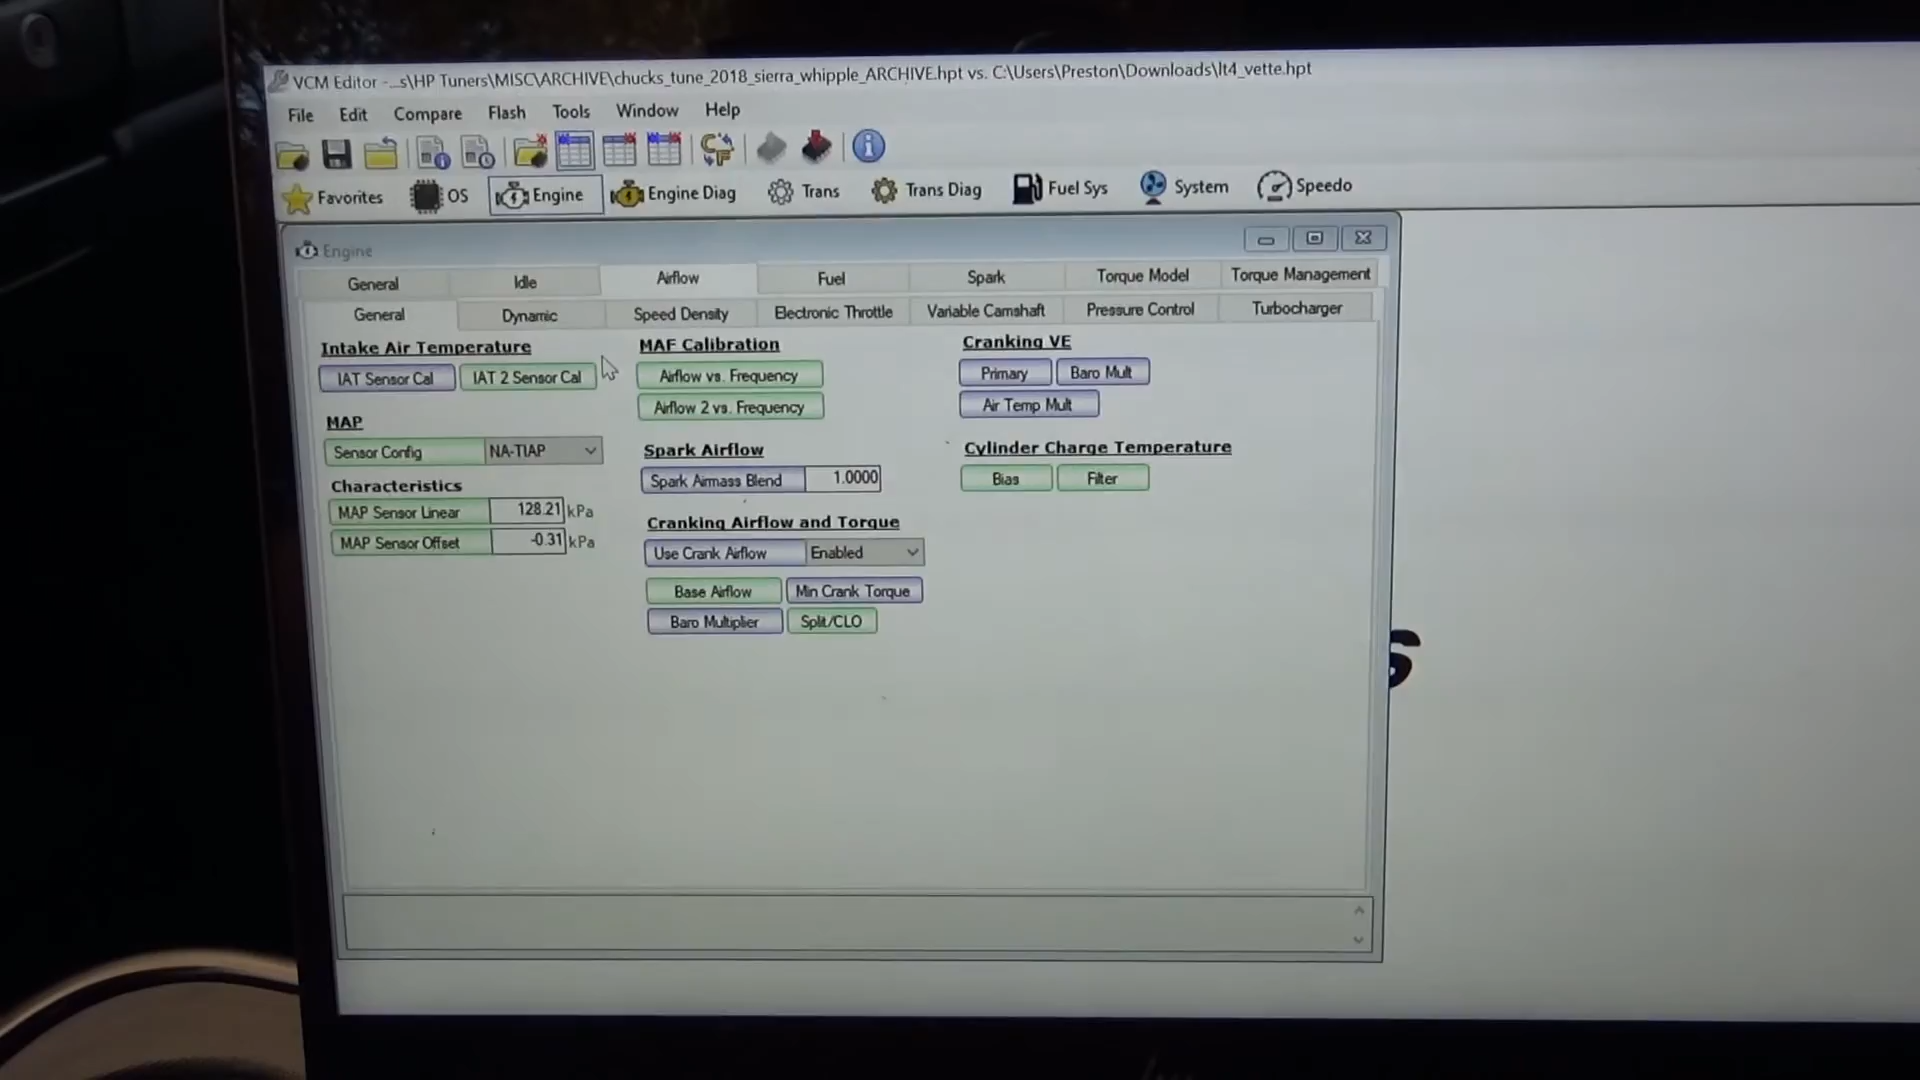 VCM Editor -...s\HP Tuners\MISC\ARCHIVE\chucks_tune_2018_sierra_whipple_ARCHIVE.hpt vs. C:\Users\Preston\Downloads\lt4_vette.hpt
File Edit Compare Flash Tools Window Help
Favorites OS Engine Engine Diag Trans Trans Diag Fuel Sys System Speedo
Engine
General Idle Airflow Fuel Spark Torque Model Torque Management
General Dynamic Speed Density Electronic Throttle Variable Camshaft Pressure Control Turbocharger
Intake Air Temperature
IAT Sensor Cal IAT 2 Sensor Cal
MAP
Sensor Config NA-TIAP
Characteristics
MAP Sensor Linear 128.21 kPa
MAP Sensor Offset -0.31 kPa
MAF Calibration
Airflow vs. Frequency
Airflow 2 vs. Frequency
Spark Airflow
Spark Airmass Blend 1.0000
Cranking Airflow and Torque
Use Crank Airflow Enabled
Base Airflow Min Crank Torque
Baro Multiplier Split/CLO
Cranking VE
Primary Baro Mult
Air Temp Mult
Cylinder Charge Temperature
Bias Filter